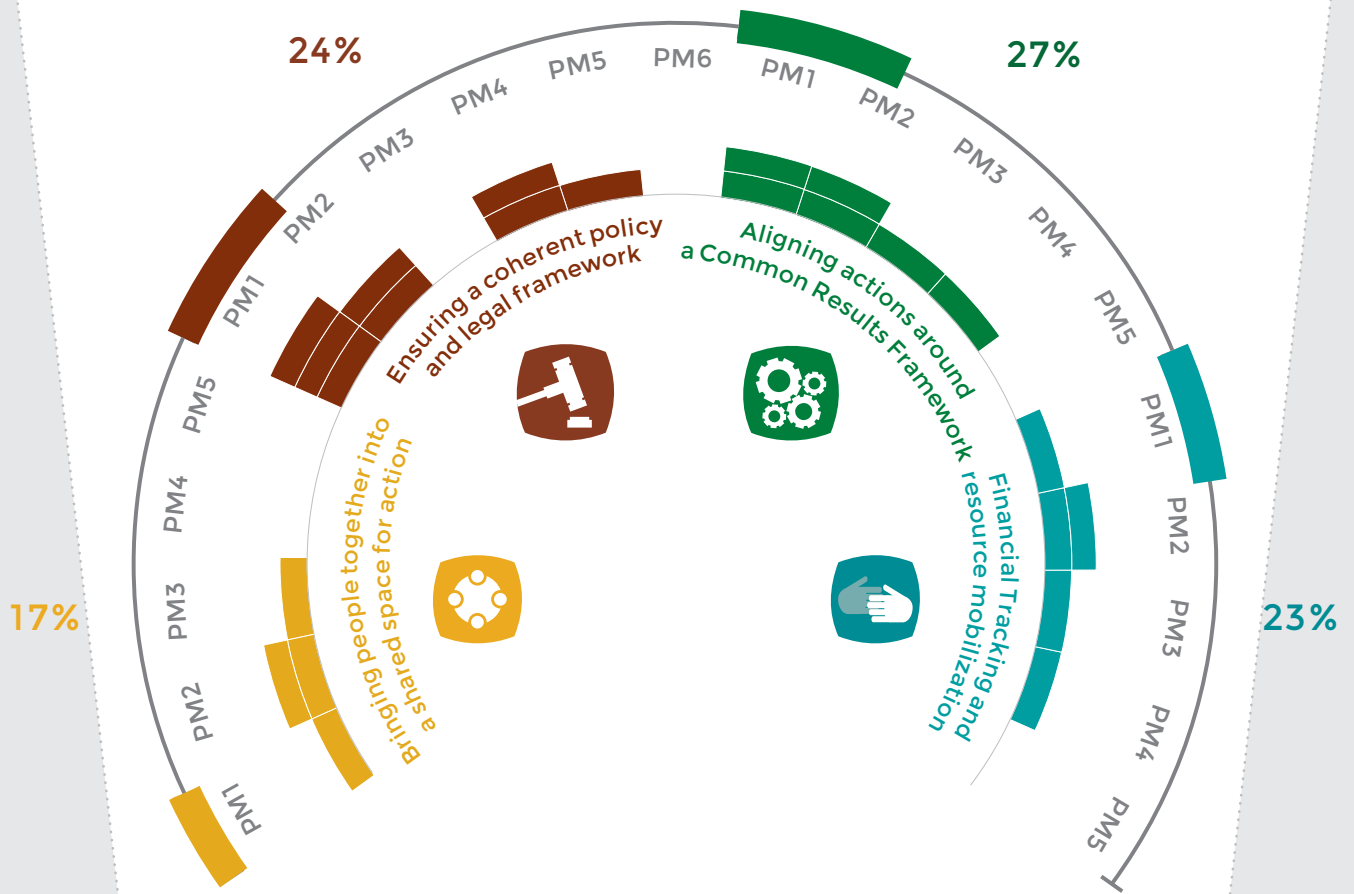 24%
27%
17%
23%
PM1
PM2
PM3
PM4
PM5
PM1
PM2
PM3
PM4
PM5
PM6
PM1
PM2
PM3
PM4
PM5
PM1
PM2
PM3
PM4
PM5
Bringing people together into
a shared space for action
Ensuring a coherent policy
and legal framework
Aligning actions around
a Common Results Framework
Financial Tracking and
resource mobilization